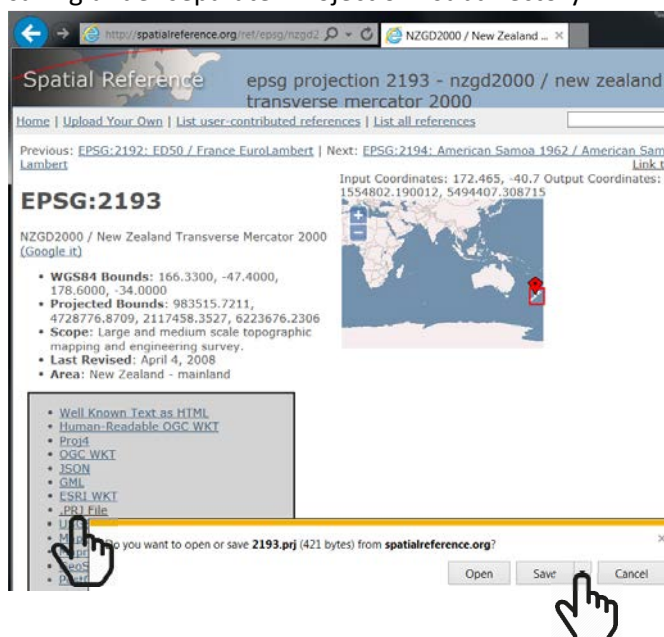 http://spatialreference.org/ref/epsg/nzgd2
NZGD2000 / New Zealand ...
Spatial Reference
epsg projection 2193 - nzgd2000 / new zealand
transverse mercator 2000
Home | Upload Your Own | List user-contributed references | List all references
Previous: EPSG:2192: ED50 / France EuroLambert | Next: EPSG:2194: American Samoa 1962 / American Sam
Lambert
Link t
Input Coordinates: 172.465, -40.7 Output Coordinates:
1554802.190012, 5494407.308715
EPSG:2193
NZGD2000 / New Zealand Transverse Mercator 2000
(Google it)
• WGS84 Bounds: 166.3300, -47.4000,
178.6000, -34.0000
• Projected Bounds: 983515.7211,
4728776.8709, 2117458.3527, 6223676.2306
• Scope: Large and medium scale topographic
mapping and engineering survey.
• Last Revised: April 4, 2008
• Area: New Zealand - mainland
• Well Known Text as HTML
• Human-Readable OGC WKT
• Proj4
• OGC WKT
• JSON
• GML
• ESRI WKT
• .PRJ File
you want to open or save 2193.prj (421 bytes) from spatialreference.org?
Open
Save
Cancel